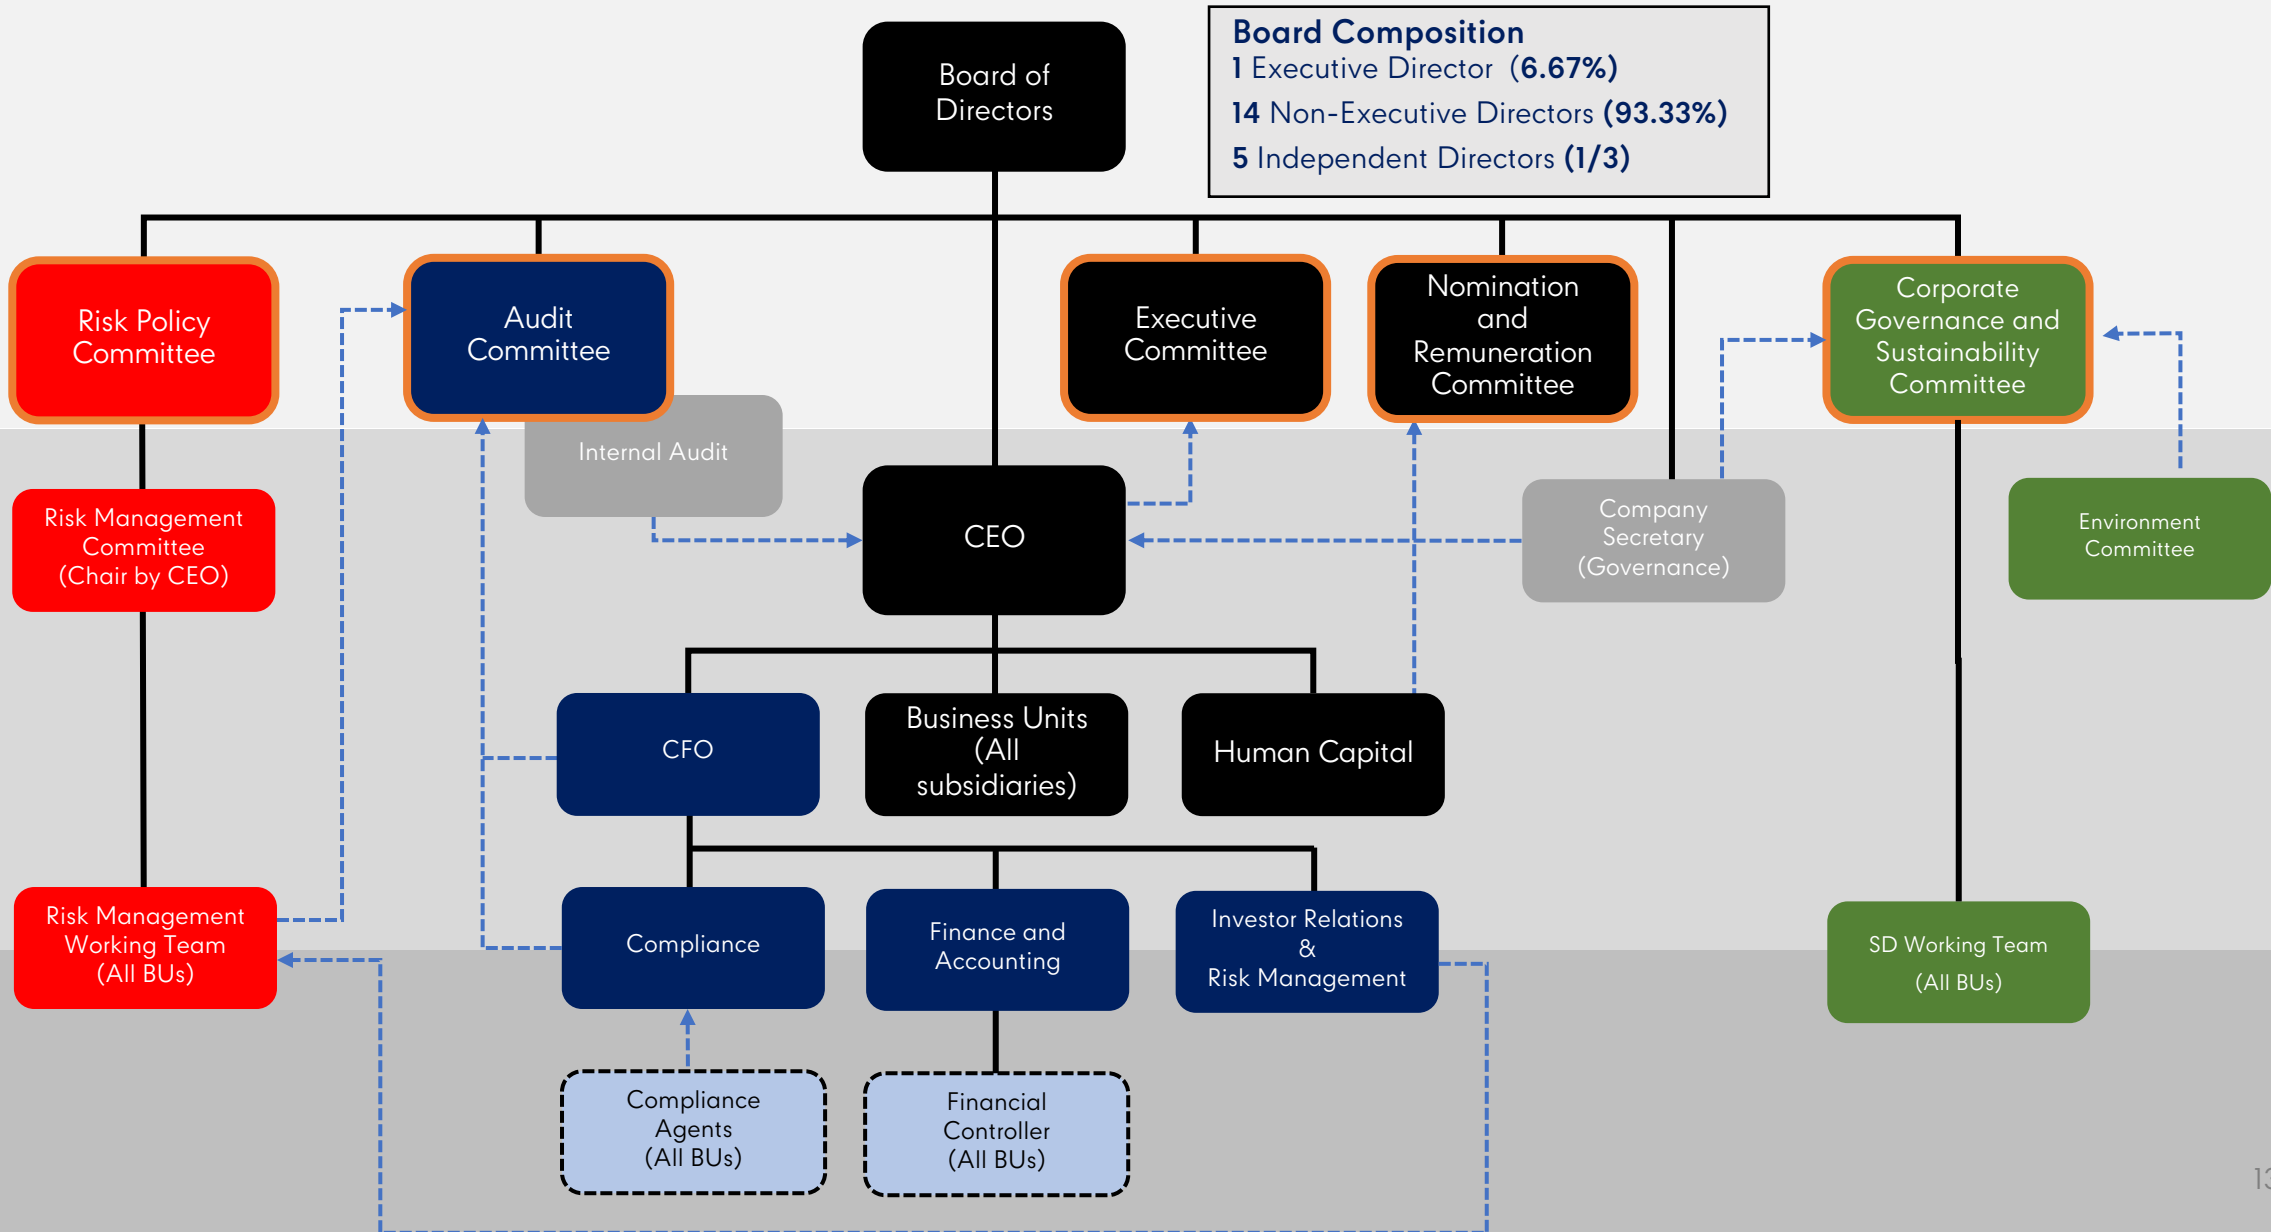 Board of
Directors
Board Composition
1 Executive Director (6.67%)
14 Non-Executive Directors (93.33%)
5 Independent Directors (1/3)
Risk Policy
Committee
Audit
Committee
Executive
Committee
Nomination
and
Remuneration
Committee
Corporate
Governance and
Sustainability
Committee
Internal Audit
Risk Management
Committee
(Chair by CEO)
CEO
Company
Secretary
(Governance)
Environment
Committee
CFO
Business Units
(All
subsidiaries)
Human Capital
Risk Management
Working Team
(All BUs)
Compliance
Finance and
Accounting
Investor Relations
&
Risk Management
SD Working Team
(All BUs)
Compliance
Agents
(All BUs)
Financial
Controller
(All BUs)
13